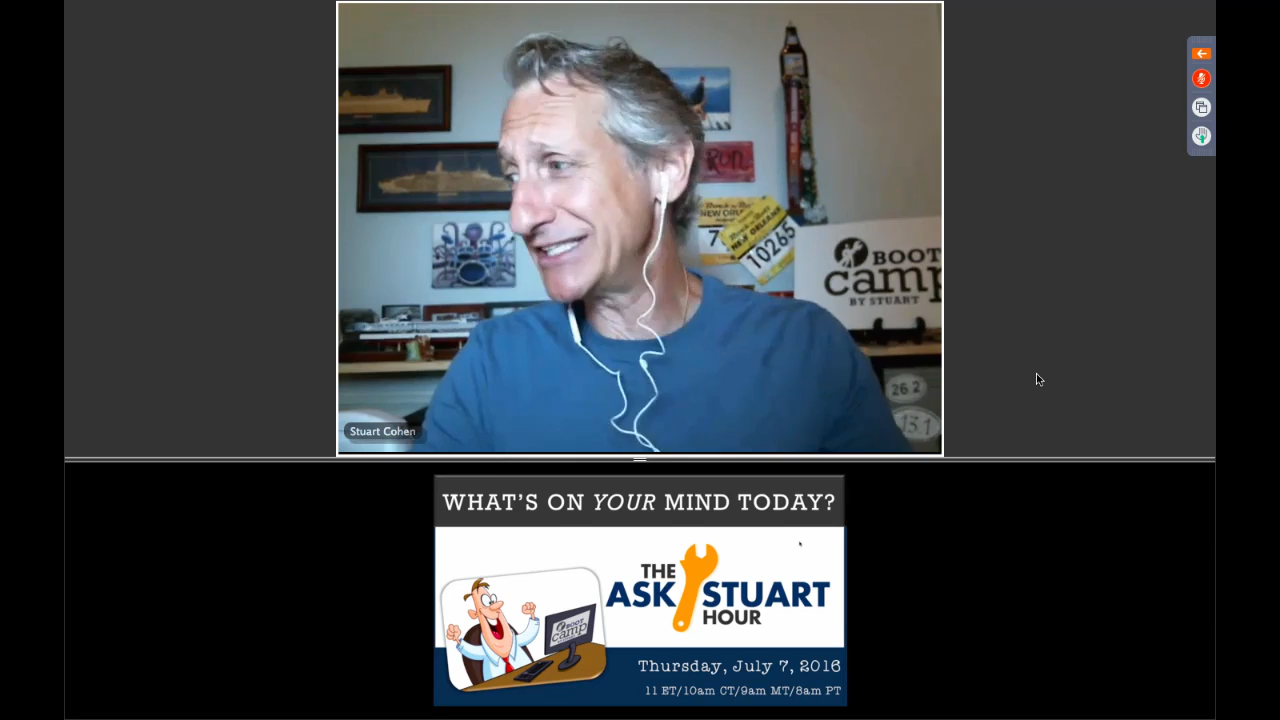 RUN
NEW ORLEANS
10265
BOOT
camp
BY STUART
26.2
13.1
Stuart Cohen
WHAT'S ON YOUR MIND TODAY?
THE
ASK STUART
HOUR
BOOT
camp
Thursday, July 7, 2016
11 ET/10am CT/9am MT/8am PT